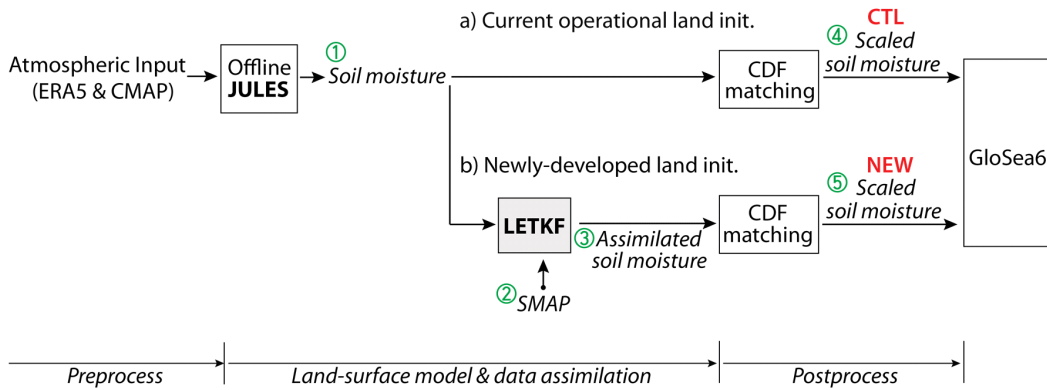 a) Current operational land init.
CTL
Atmospheric Input
(ERA5 & CMAP)
Offline
JULES
①
Soil moisture
CDF
matching
④ Scaled
soil moisture
GloSea6
b) Newly-developed land init.
NEW
LETKF
③ Assimilated
soil moisture
CDF
matching
⑤ Scaled
soil moisture
② SMAP
Preprocess
Land-surface model & data assimilation
Postprocess